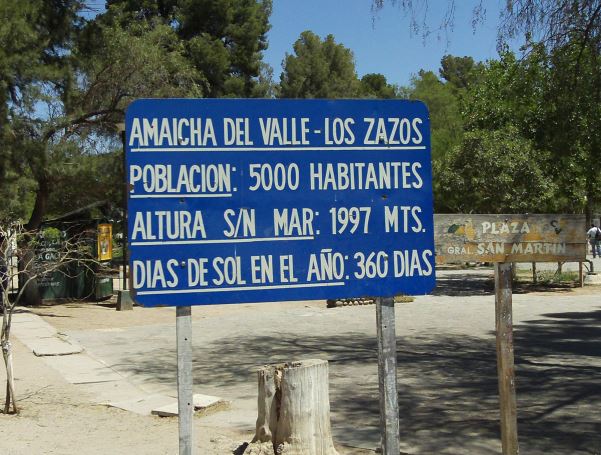 AMAICHA DEL VALLE - LOS ZAZOS
POBLACION: 5000 HABITANTES
ALTURA S/N MAR: 1997 MTS.
DIAS DE SOL EN EL AÑO: 360 DIAS
PLAZA
GRAL. SAN MARTIN